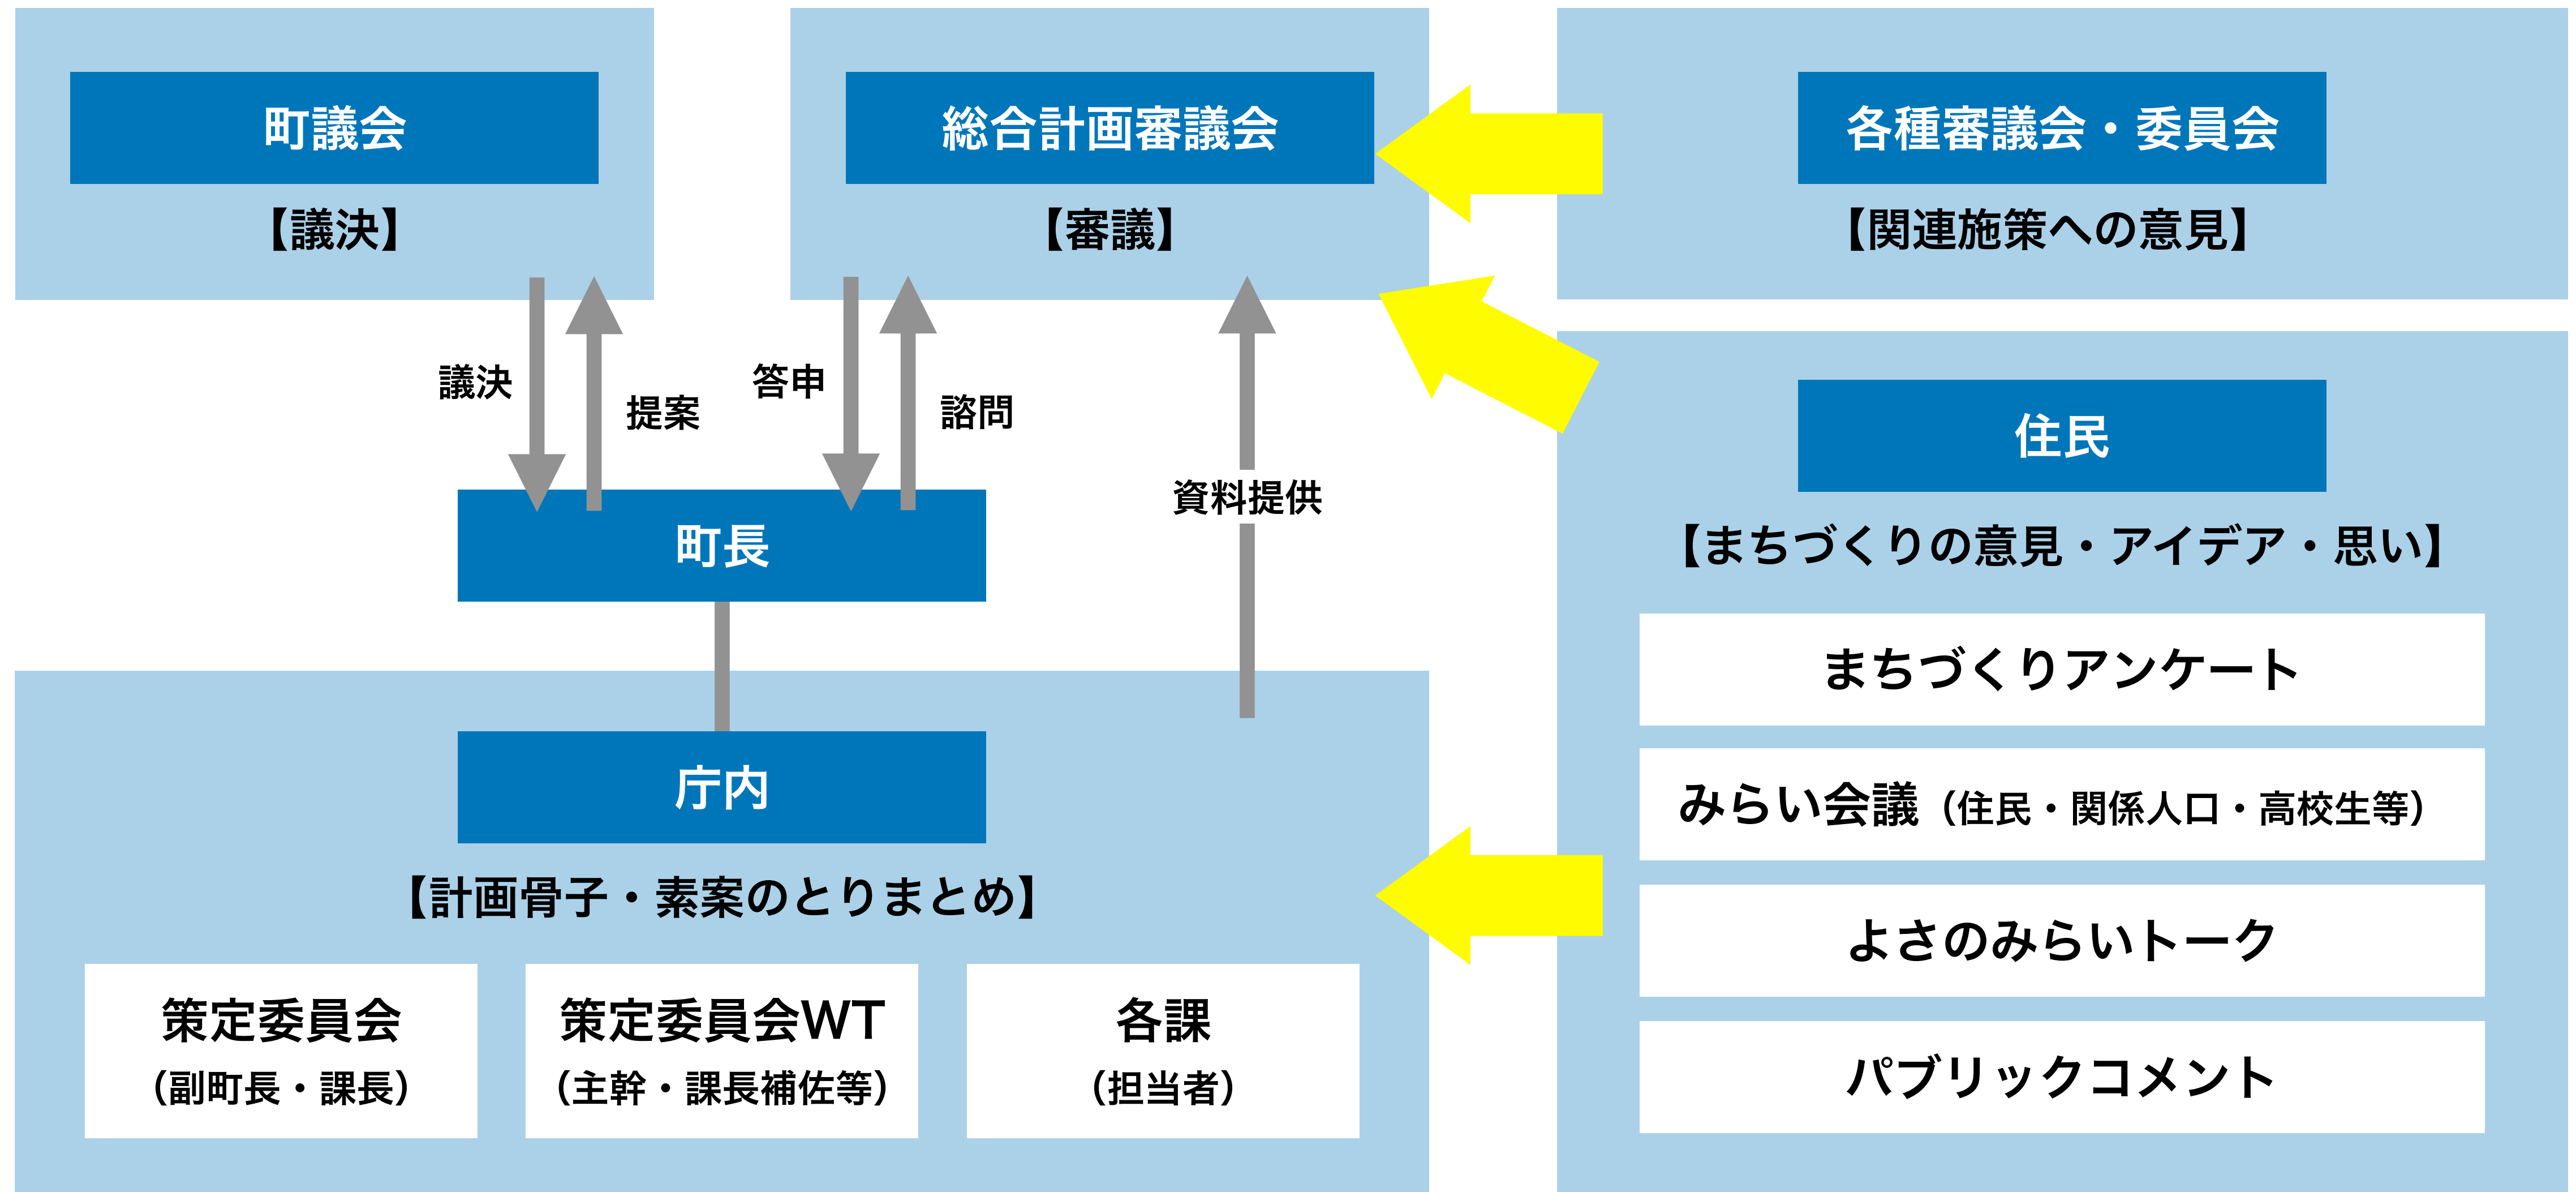 町議会
【議決】
総合計画審議会
【審議】
各種審議会・委員会
【関連施策への意見】
議決
提案
答申
諮問
資料提供
町長
庁内
【計画骨子・素案のとりまとめ】
策定委員会
（副町長・課長）
策定委員会WT
（主幹・課長補佐等）
各課
（担当者）
住民
【まちづくりの意見・アイデア・思い】
まちづくりアンケート
みらい会議（住民・関係人口・高校生等）
よさのみらいトーク
パブリックコメント